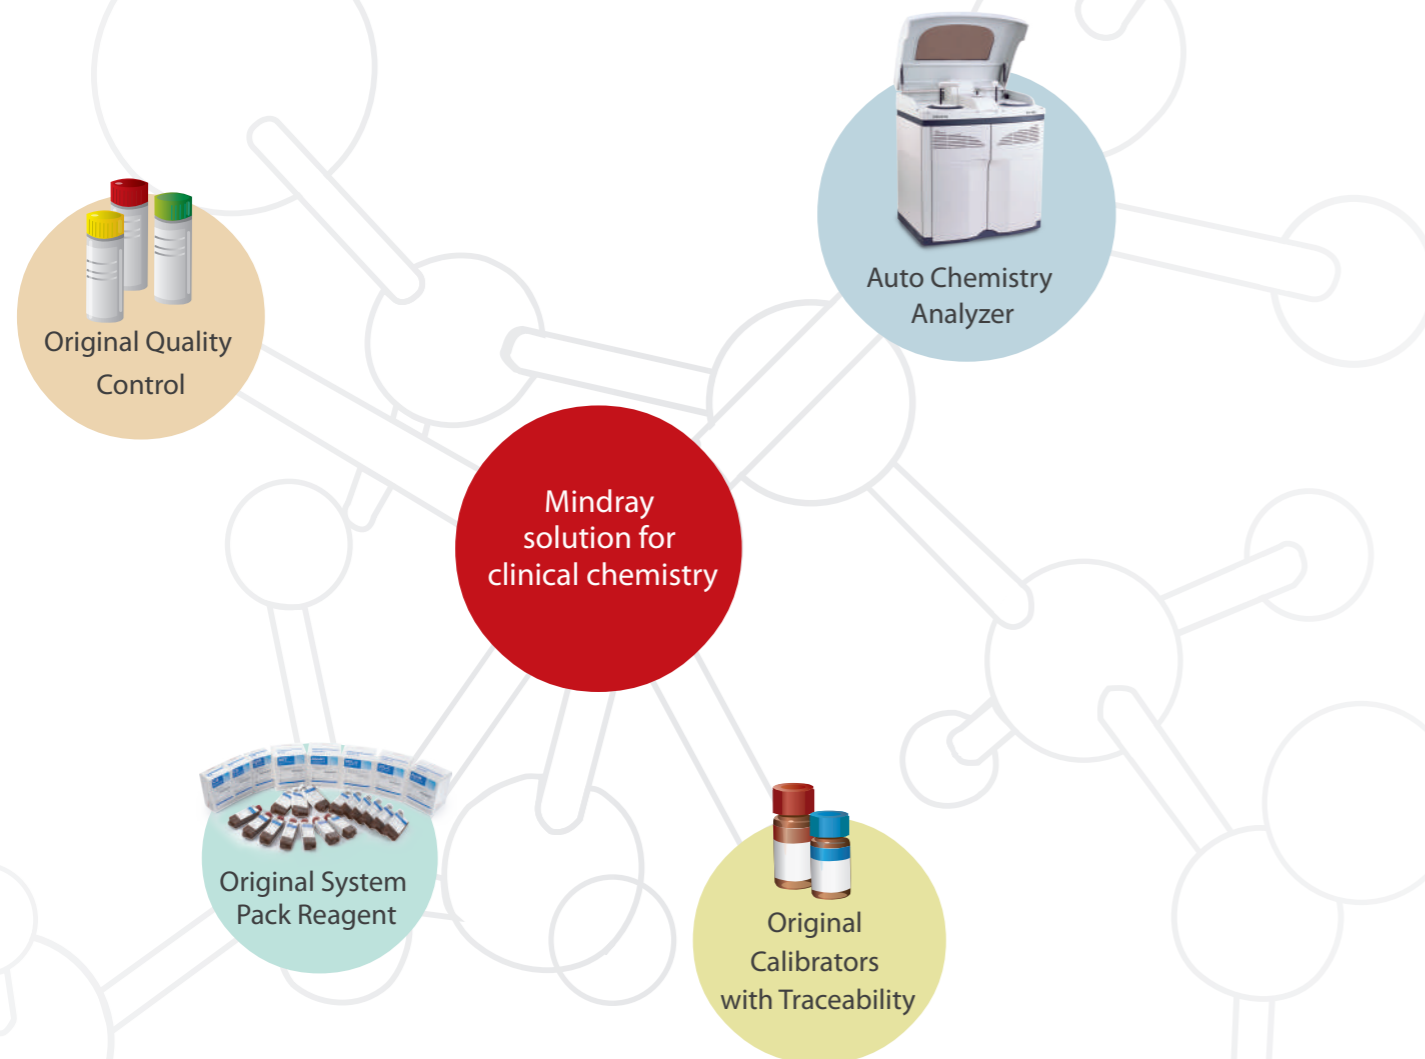 Auto Chemistry
Analyzer
Original Quality
Control
Mindray
solution for
clinical chemistry
Original System
Pack Reagent
Original
Calibrators
with Traceability